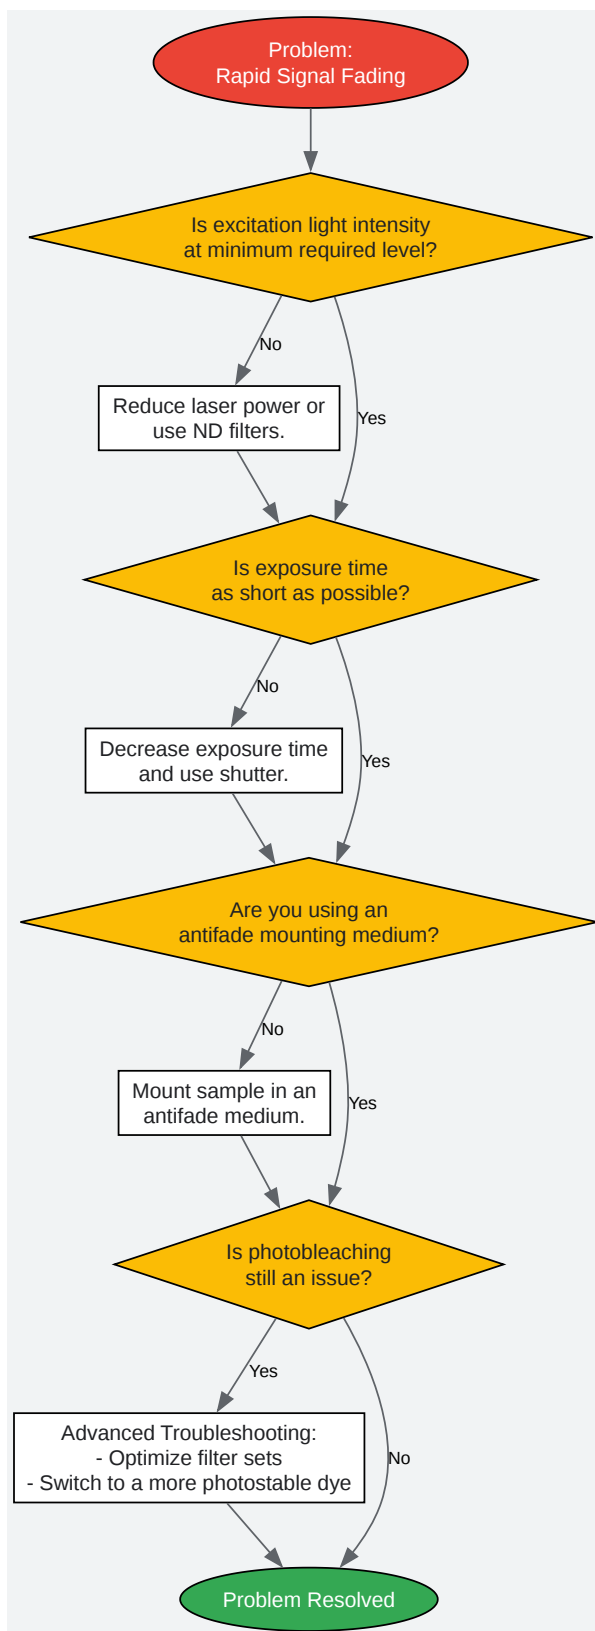 Problem:
Rapid Signal Fading
Is excitation light intensity
at minimum required level?
No
Reduce laser power or
use ND filters.
Yes
Is exposure time
as short as possible?
No
Decrease exposure time
and use shutter.
Yes
Are you using an
antifade mounting medium?
No
Mount sample in an
antifade medium.
Yes
Is photobleaching
still an issue?
Yes
Advanced Troubleshooting:
- Optimize filter sets
- Switch to a more photostable dye
No
Problem Resolved